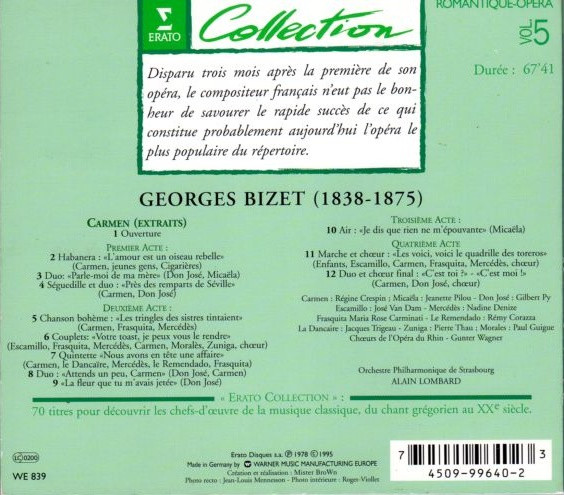 ROMANTIQUE-OPÉRA
VOL 5
ERATO
Collection
Durée : 67'41
Disparu trois mois après la première de son
opéra, le compositeur français n'eut pas le bon-
heur de savourer le rapide succès de ce qui
constitue probablement aujourd'hui l'opéra le
plus populaire du répertoire.
GEORGES BIZET (1838-1875)
CARMEN (EXTRAITS)
1 Ouverture
PREMIER ACTE :
2 Habanera : «L'amour est un oiseau rebelle»
(Carmen, jeunes gens, Cigarières)
3 Duo: «Parle-moi de ma mère» (Don José, Micaëla)
4 Séguedille et duo : «Près des remparts de Séville»
(Carmen, Don José)
DEUXIÈME ACTE :
5 Chanson bohème : «Les tringles des sistres tintaient»
(Carmen, Frasquita, Mercédès)
6 Couplets: «Votre toast, je peux vous le rendre»
(Escamillo, Frasquita, Mercédès, Carmen, Moralès, Zuniga, chœur)
7 Quintette «Nous avons en tête une affaire»
(Carmen, le Dancaïre, Mercédès, le Remendado, Frasquita)
8 Duo : «Attends un peu, Carmen» (Don José, Carmen)
9 «La fleur que tu m'avais jetée» (Don José)
TROISIÈME ACTE :
10 Air : «Je dis que rien ne m'épouvante» (Micaëla)
QUATRIÈME ACTE
11 Marche et chœur : «Les voici, voici le quadrille des toreros»
(Enfants, Escamillo, Carmen, Frasquita, Mercédès, chœur)
12 Duo et chœur final : «C'est toi !» - «C'est moi !»
(Carmen, Don José, chœur)
Carmen : Régine Crespin - Micaëla : Jeanette Pilou - Don José : Gilbert Py
Escamillo : José Van Dam - Mercédès : Nadine Denize
Frasquita Maria Rose Carminati - Le Remendado : Rémy Corazza
La Dancaire : Jacques Trigeau - Zuniga : Pierre Thau - Morales : Paul Guigue
Chœurs de l'Opéra du Rhin - Gunter Wagner
Orchestre Philharmonique de Strasbourg
ALAIN LOMBARD
« ERATO COLLECTION » :
70 titres pour découvrir les chefs-d'œuvre de la musique classique, du chant grégorien au XXe siècle.
LC 0200
WE 839
Erato Disques s.a. ℗ 1978 © 1995
Made in Germany by WARNER MUSIC MANUFACTURING EUROPE
Création et réalisation : Mister BroWn
Photo recto : Jean-Louis Mennesson - Photo intérieure : Roger-Viollet
7 4509-99640-2 3